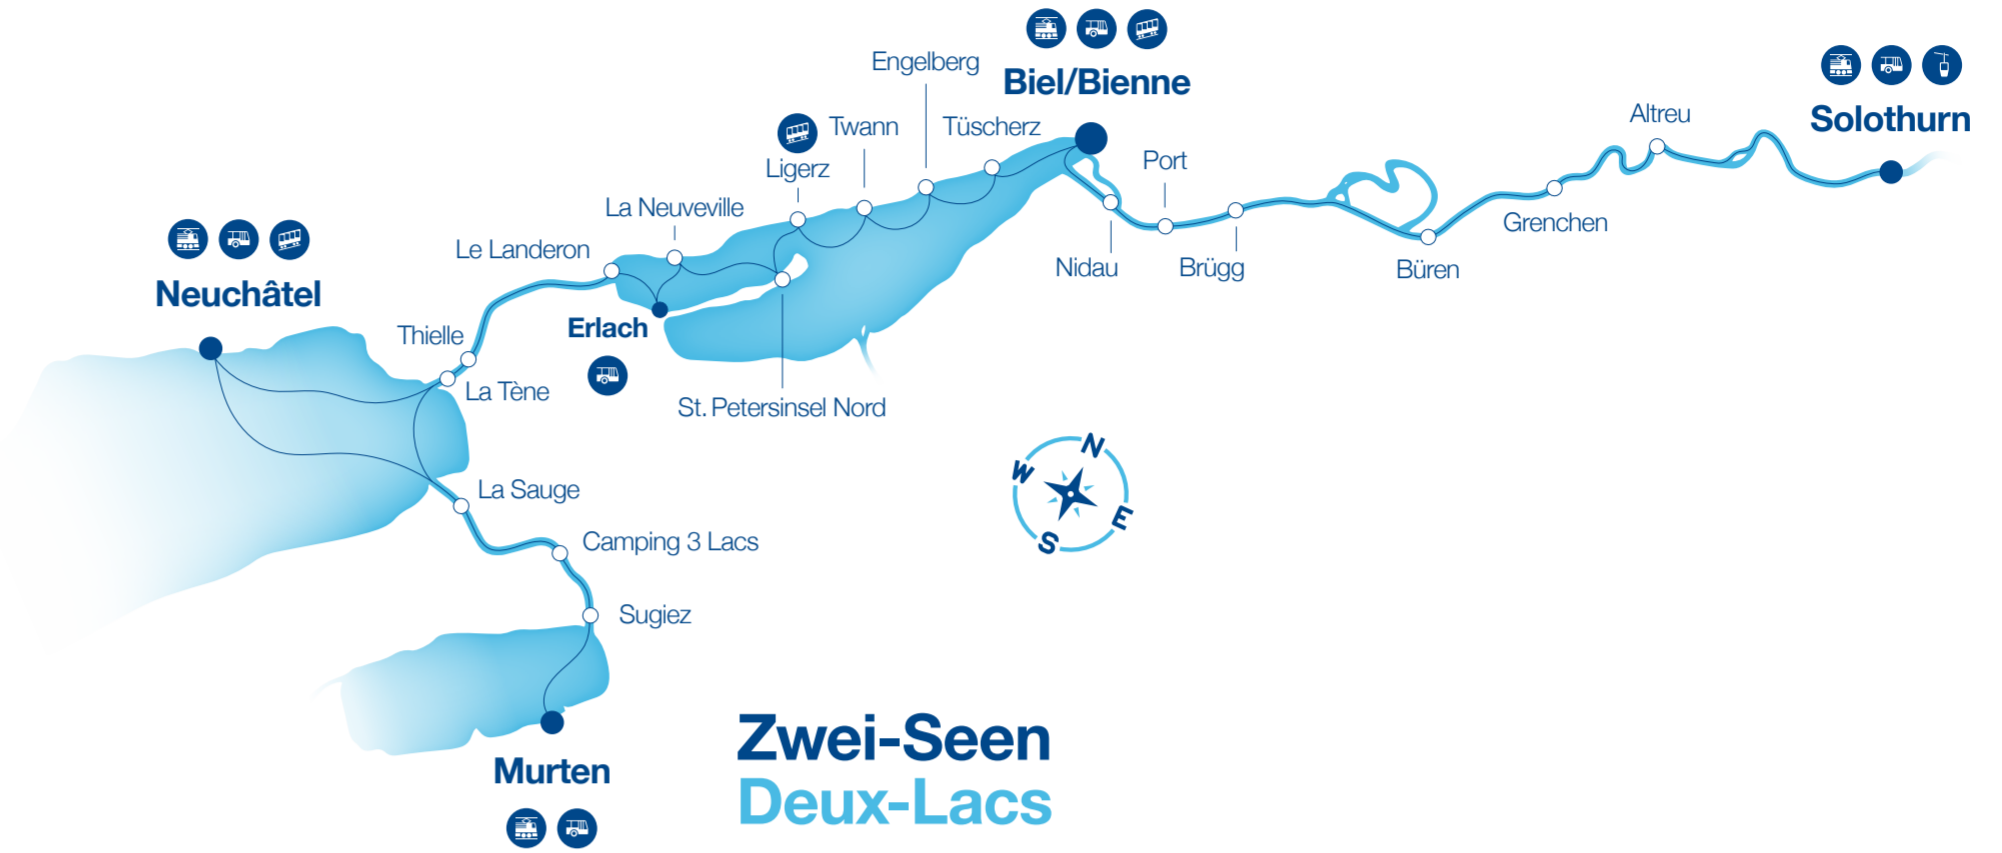 Engelberg
Biel/Bienne
Solothurn
Altreu
Twann
Tüscherz
Port
Ligerz
La Neuveville
Grenchen
Le Landeron
Nidau
Brügg
Büren
Neuchâtel
Erlach
Thielle
La Tène
St. Petersinsel Nord
N
W
E
S
La Sauge
Camping 3 Lacs
Sugiez
Murten
Zwei-Seen
Deux-Lacs